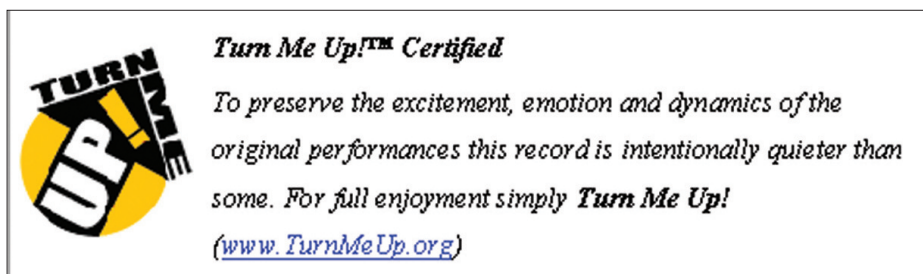 TURN
ME
UP!
Turn Me Up!™ Certified
To preserve the excitement, emotion and dynamics of the
original performances this record is intentionally quieter than
some. For full enjoyment simply Turn Me Up!
(www.TurnMeUp.org)